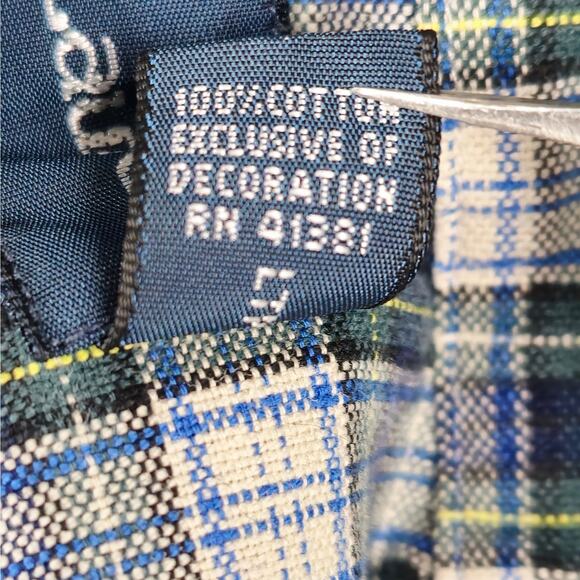 100% COTTON
EXCLUSIVE OF
DECORATION
RN 41381